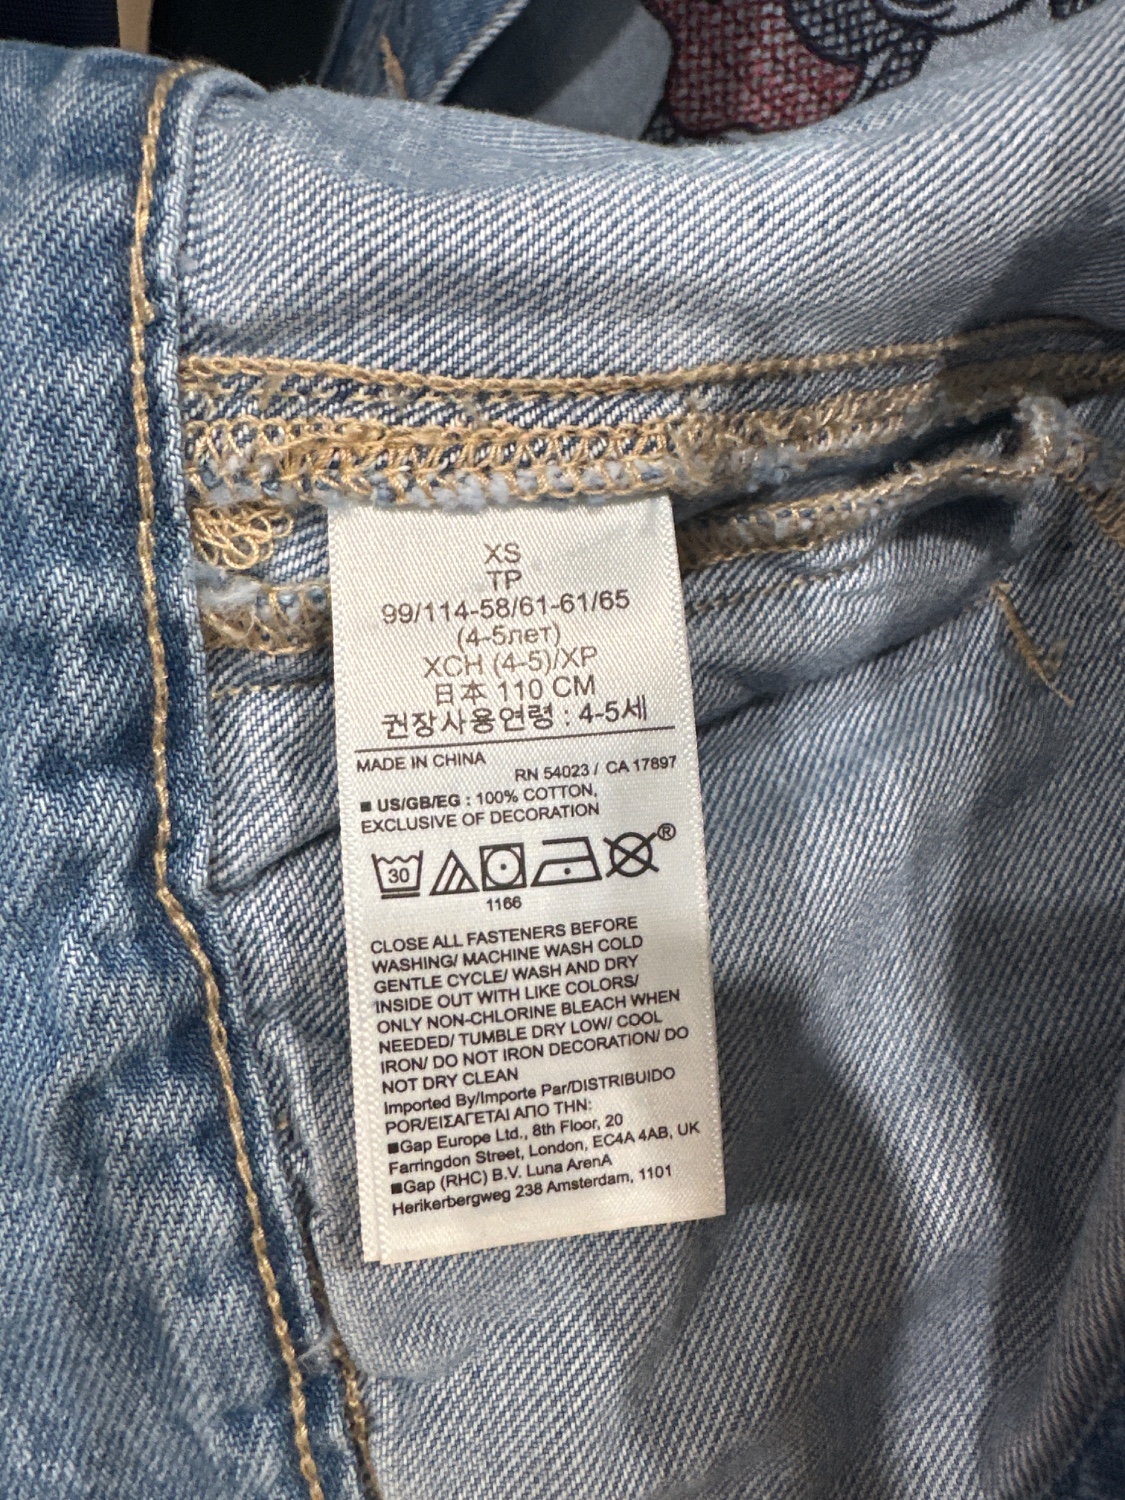 XS
TP
99/114-58/61-61/65
(4-5лет)
XCH (4-5)/XP
日本 110 CM
권장사용연령 : 4-5세
MADE IN CHINA
RN 54023 / CA 17897
■ US/GB/EG : 100% COTTON,
EXCLUSIVE OF DECORATION
30
®
1166
CLOSE ALL FASTENERS BEFORE
WASHING/ MACHINE WASH COLD
GENTLE CYCLE/ WASH AND DRY
INSIDE OUT WITH LIKE COLORS/
ONLY NON-CHLORINE BLEACH WHEN
NEEDED/ TUMBLE DRY LOW/ COOL
IRON/ DO NOT IRON DECORATION/ DO
NOT DRY CLEAN
Imported By/Importe Par/DISTRIBUIDO
POR/ΕΙΣΑΓΕΤΑΙ ΑΠΟ ΤΗΝ:
■Gap Europe Ltd., 8th Floor, 20
Farringdon Street, London, EC4A 4AB, UK
■Gap (RHC) B.V. Luna ArenA
Herikerbergweg 238 Amsterdam, 1101